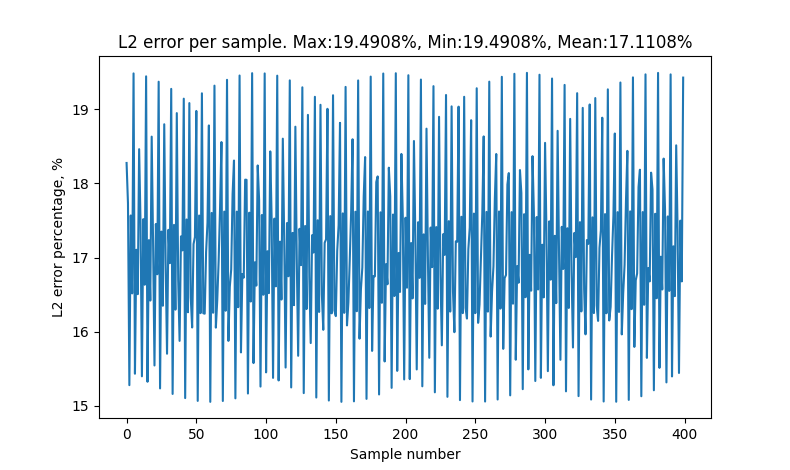 L2 error per sample. Max:19.4908%, Min:19.4908%, Mean:17.1108%
L2 error percentage, %
19
18
17
16
15
0 50 100 150 200 250 300 350 400
Sample number